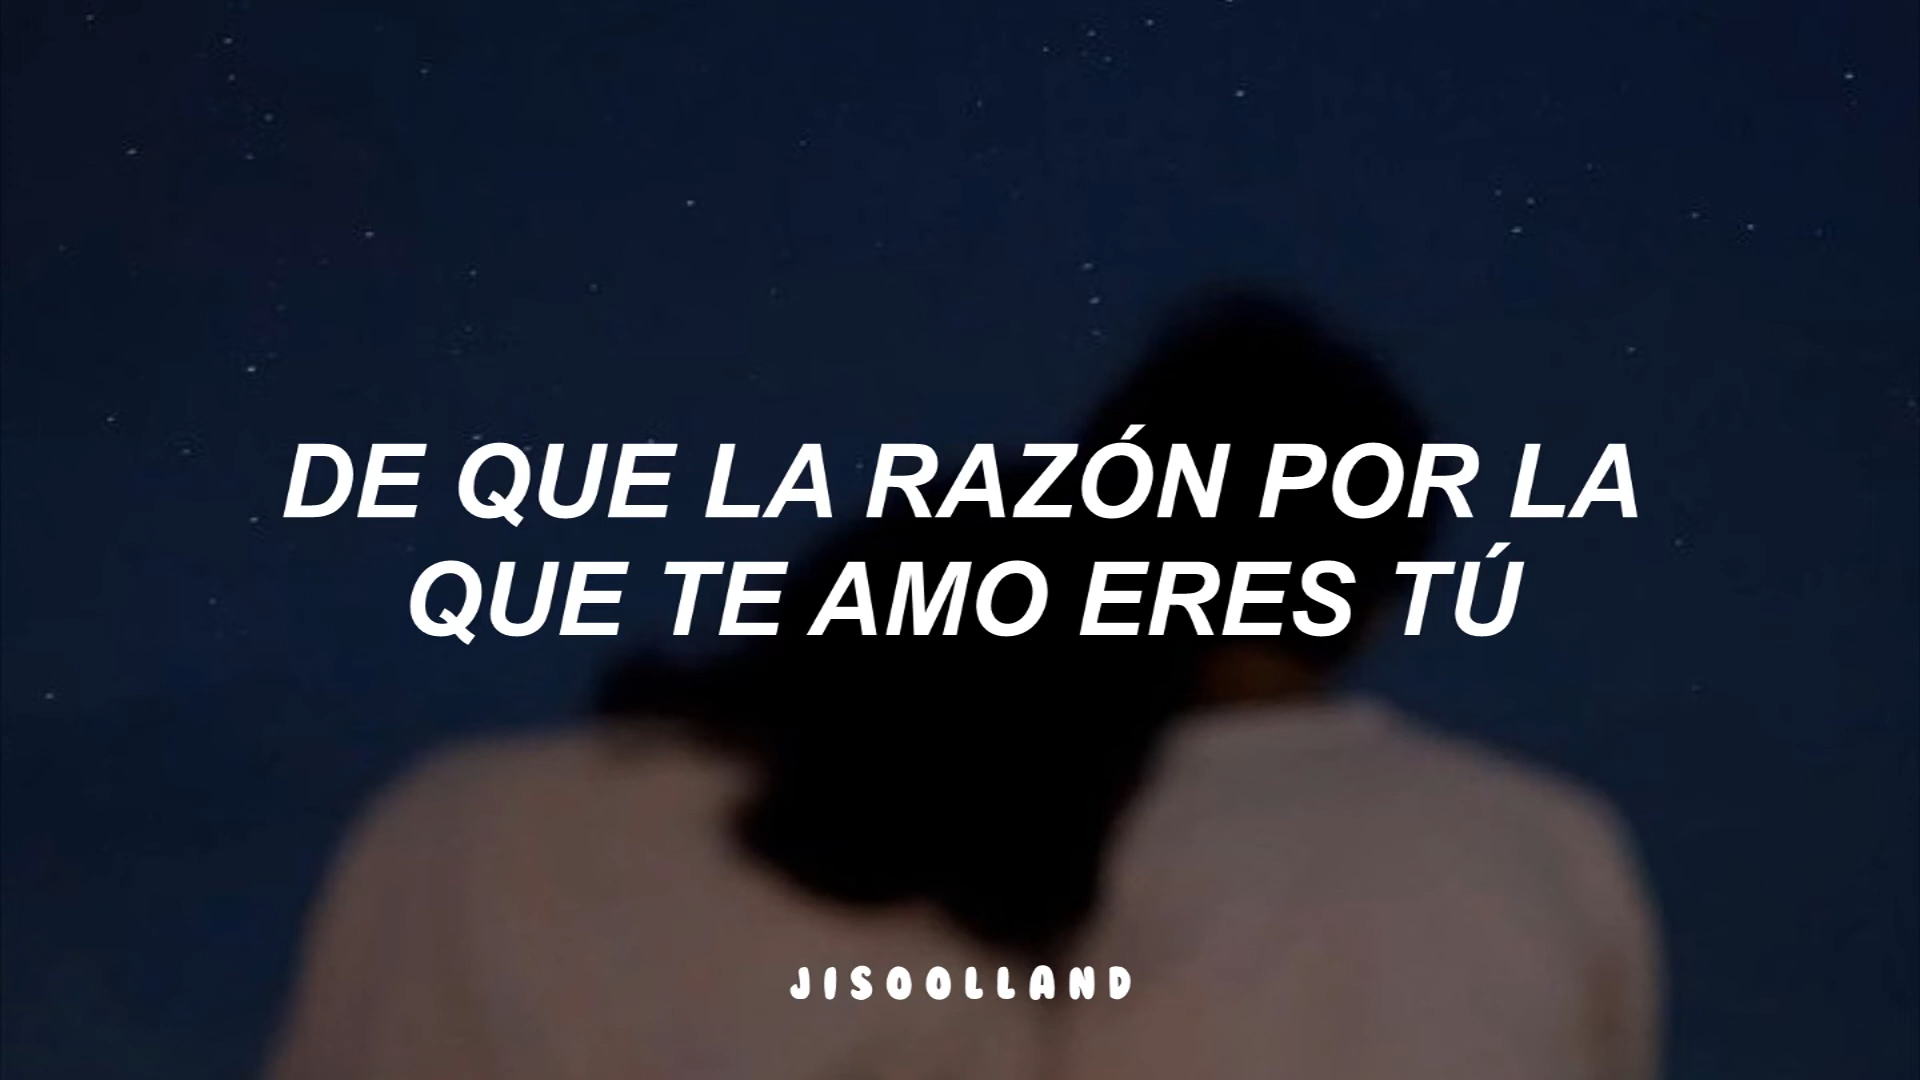 DE QUE LA RAZÓN POR LA
QUE TE AMO ERES TÚ
JISOOLLAND